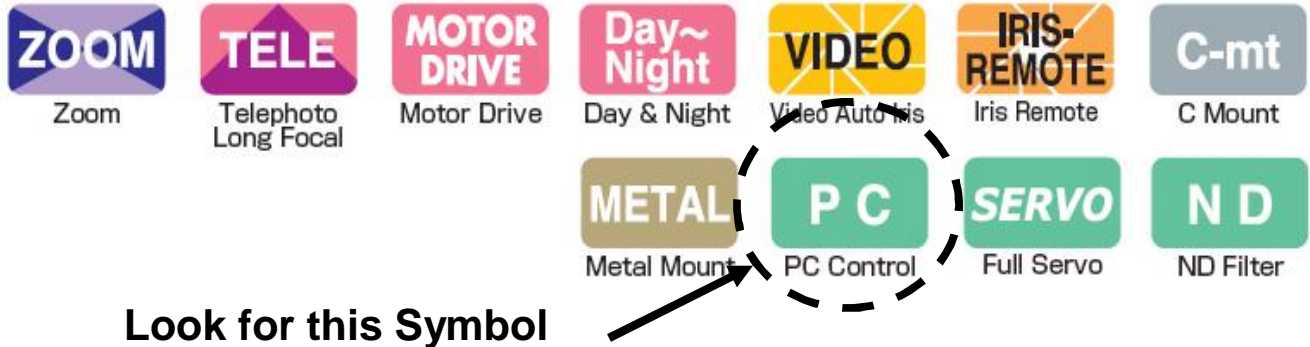 ZOOM
Zoom
TELE
Telephoto
Long Focal
MOTOR
DRIVE
Motor Drive
Day~
Night
Day & Night
VIDEO
Video Auto Iris
IRIS-
REMOTE
Iris Remote
C-mt
C Mount
METAL
Metal Mount
P C
PC Control
SERVO
Full Servo
N D
ND Filter
Look for this Symbol